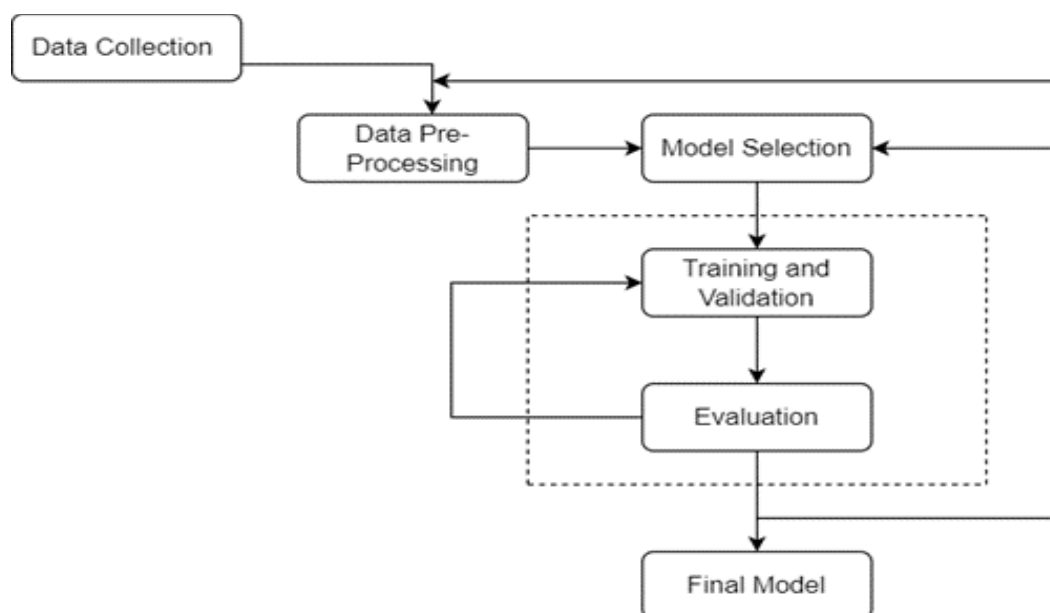 Data Collection
Data Pre-
Processing
Model Selection
Training and
Validation
Evaluation
Final Model